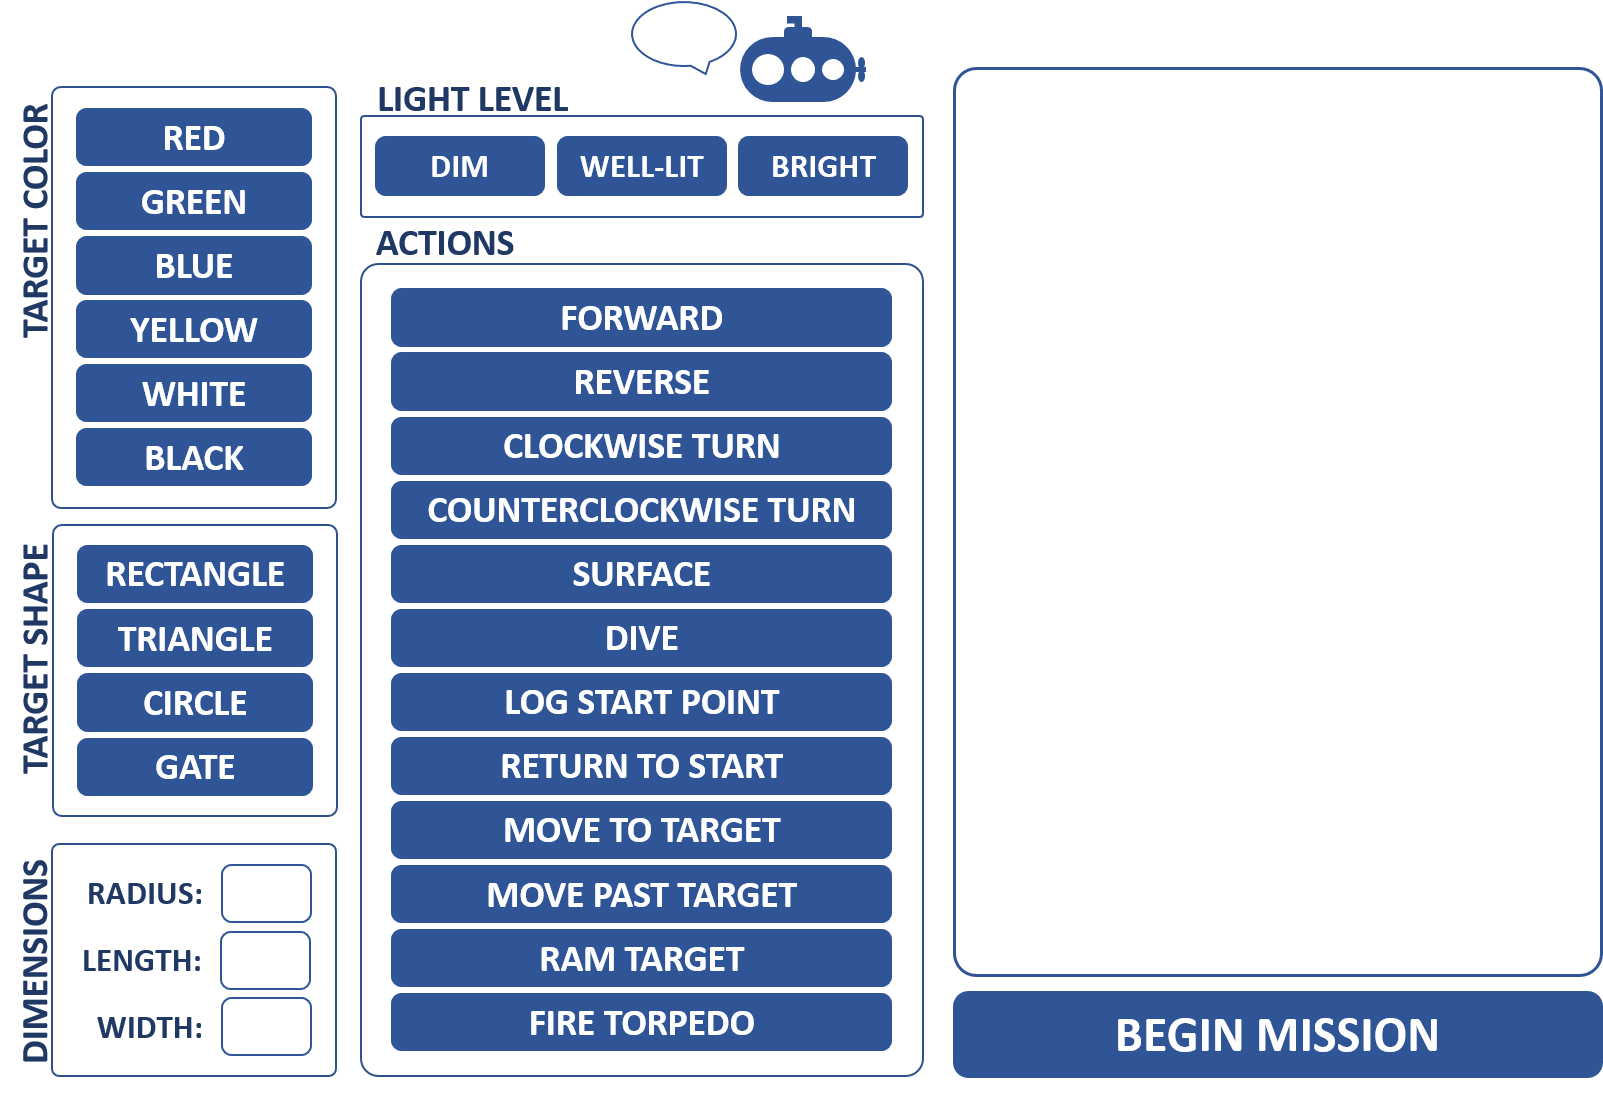 TARGET COLOR
RED
GREEN
BLUE
YELLOW
WHITE
BLACK
TARGET SHAPE
RECTANGLE
TRIANGLE
CIRCLE
GATE
DIMENSIONS
RADIUS:
LENGTH:
WIDTH:
LIGHT LEVEL
DIM
WELL-LIT
BRIGHT
ACTIONS
FORWARD
REVERSE
CLOCKWISE TURN
COUNTERCLOCKWISE TURN
SURFACE
DIVE
LOG START POINT
RETURN TO START
MOVE TO TARGET
MOVE PAST TARGET
RAM TARGET
FIRE TORPEDO
BEGIN MISSION